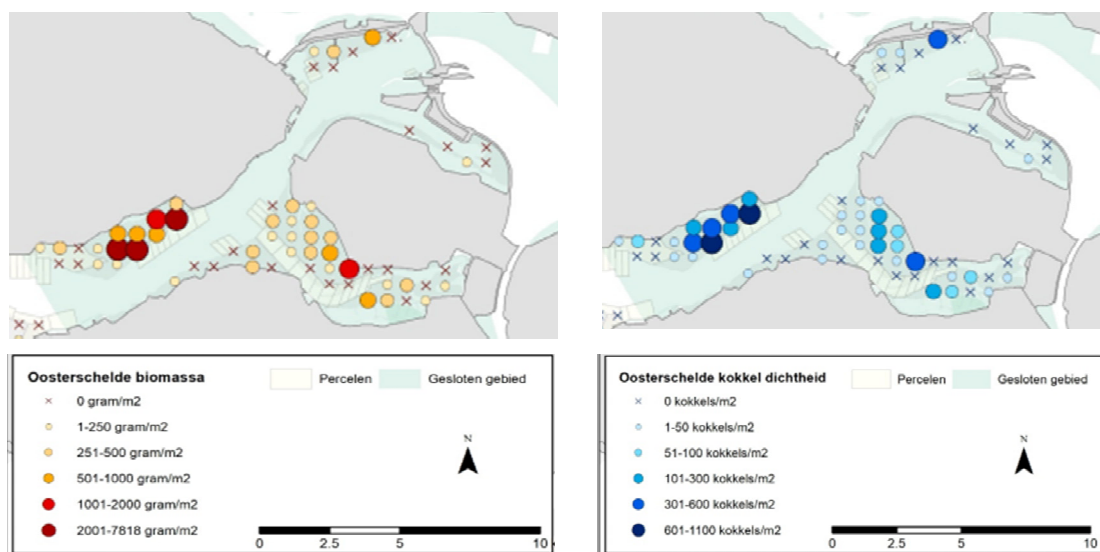 Oosterschelde biomassa
Percelen
Gesloten gebied
0 gram/m2
1-250 gram/m2
251-500 gram/m2
501-1000 gram/m2
1001-2000 gram/m2
2001-7818 gram/m2
N
0 2.5 5 10
Oosterschelde kokkel dichtheid
Percelen
Gesloten gebied
0 kokkels/m2
1-50 kokkels/m2
51-100 kokkels/m2
101-300 kokkels/m2
301-600 kokkels/m2
601-1100 kokkels/m2
N
0 2.5 5 10